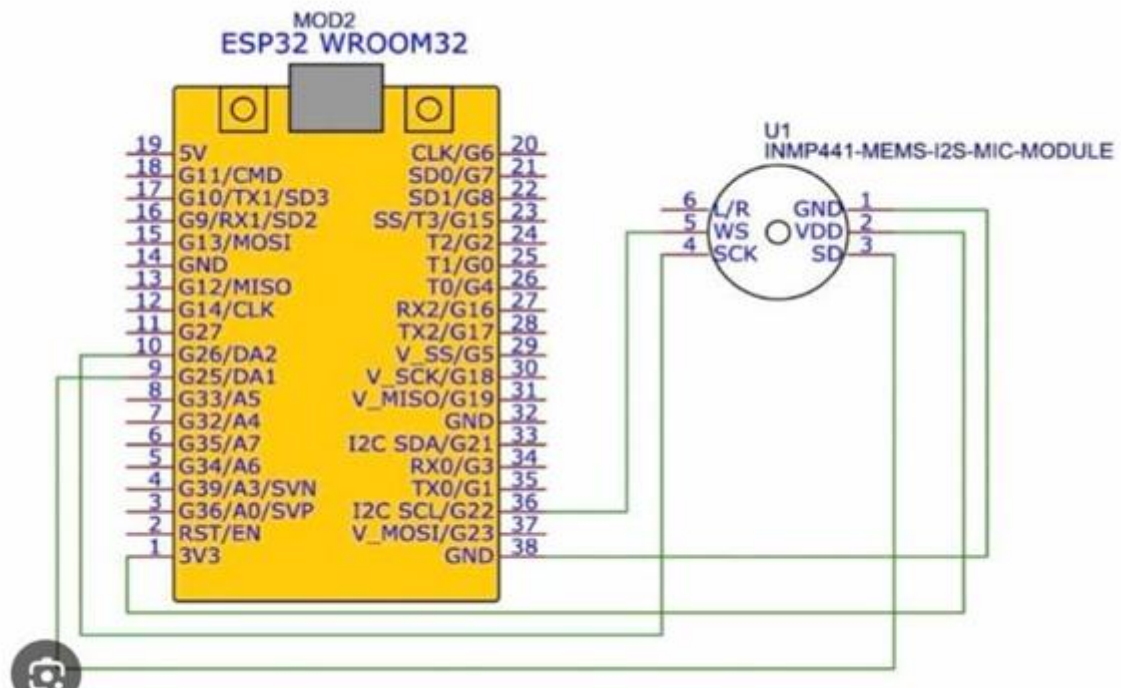 MOD2
ESP32 WROOM32
19 5V
18 G11/CMD
17 G10/TX1/SD3
16 G9/RX1/SD2
15 G13/MOSI
14 GND
13 G12/MISO
12 G14/CLK
11 G27
10 G26/DA2
9 G25/DA1
8 G33/A5
7 G32/A4
6 G35/A7
5 G34/A6
4 G39/A3/SVN
3 G36/A0/SVP
2 RST/EN
1 3V3
CLK/G6 20
SD0/G7 21
SD1/G8 22
SS/T3/G15 23
T2/G2 24
T1/G0 25
T0/G4 26
RX2/G16 27
TX2/G17 28
V_SS/G5 29
V_SCK/G18 30
V_MISO/G19 31
GND 32
I2C SDA/G21 33
RX0/G3 34
TX0/G1 35
I2C SCL/G22 36
V_MOSI/G23 37
GND 38
U1
INMP441-MEMS-I2S-MIC-MODULE
6 L/R
5 WS
4 SCK
GND 1
VDD 2
SD 3